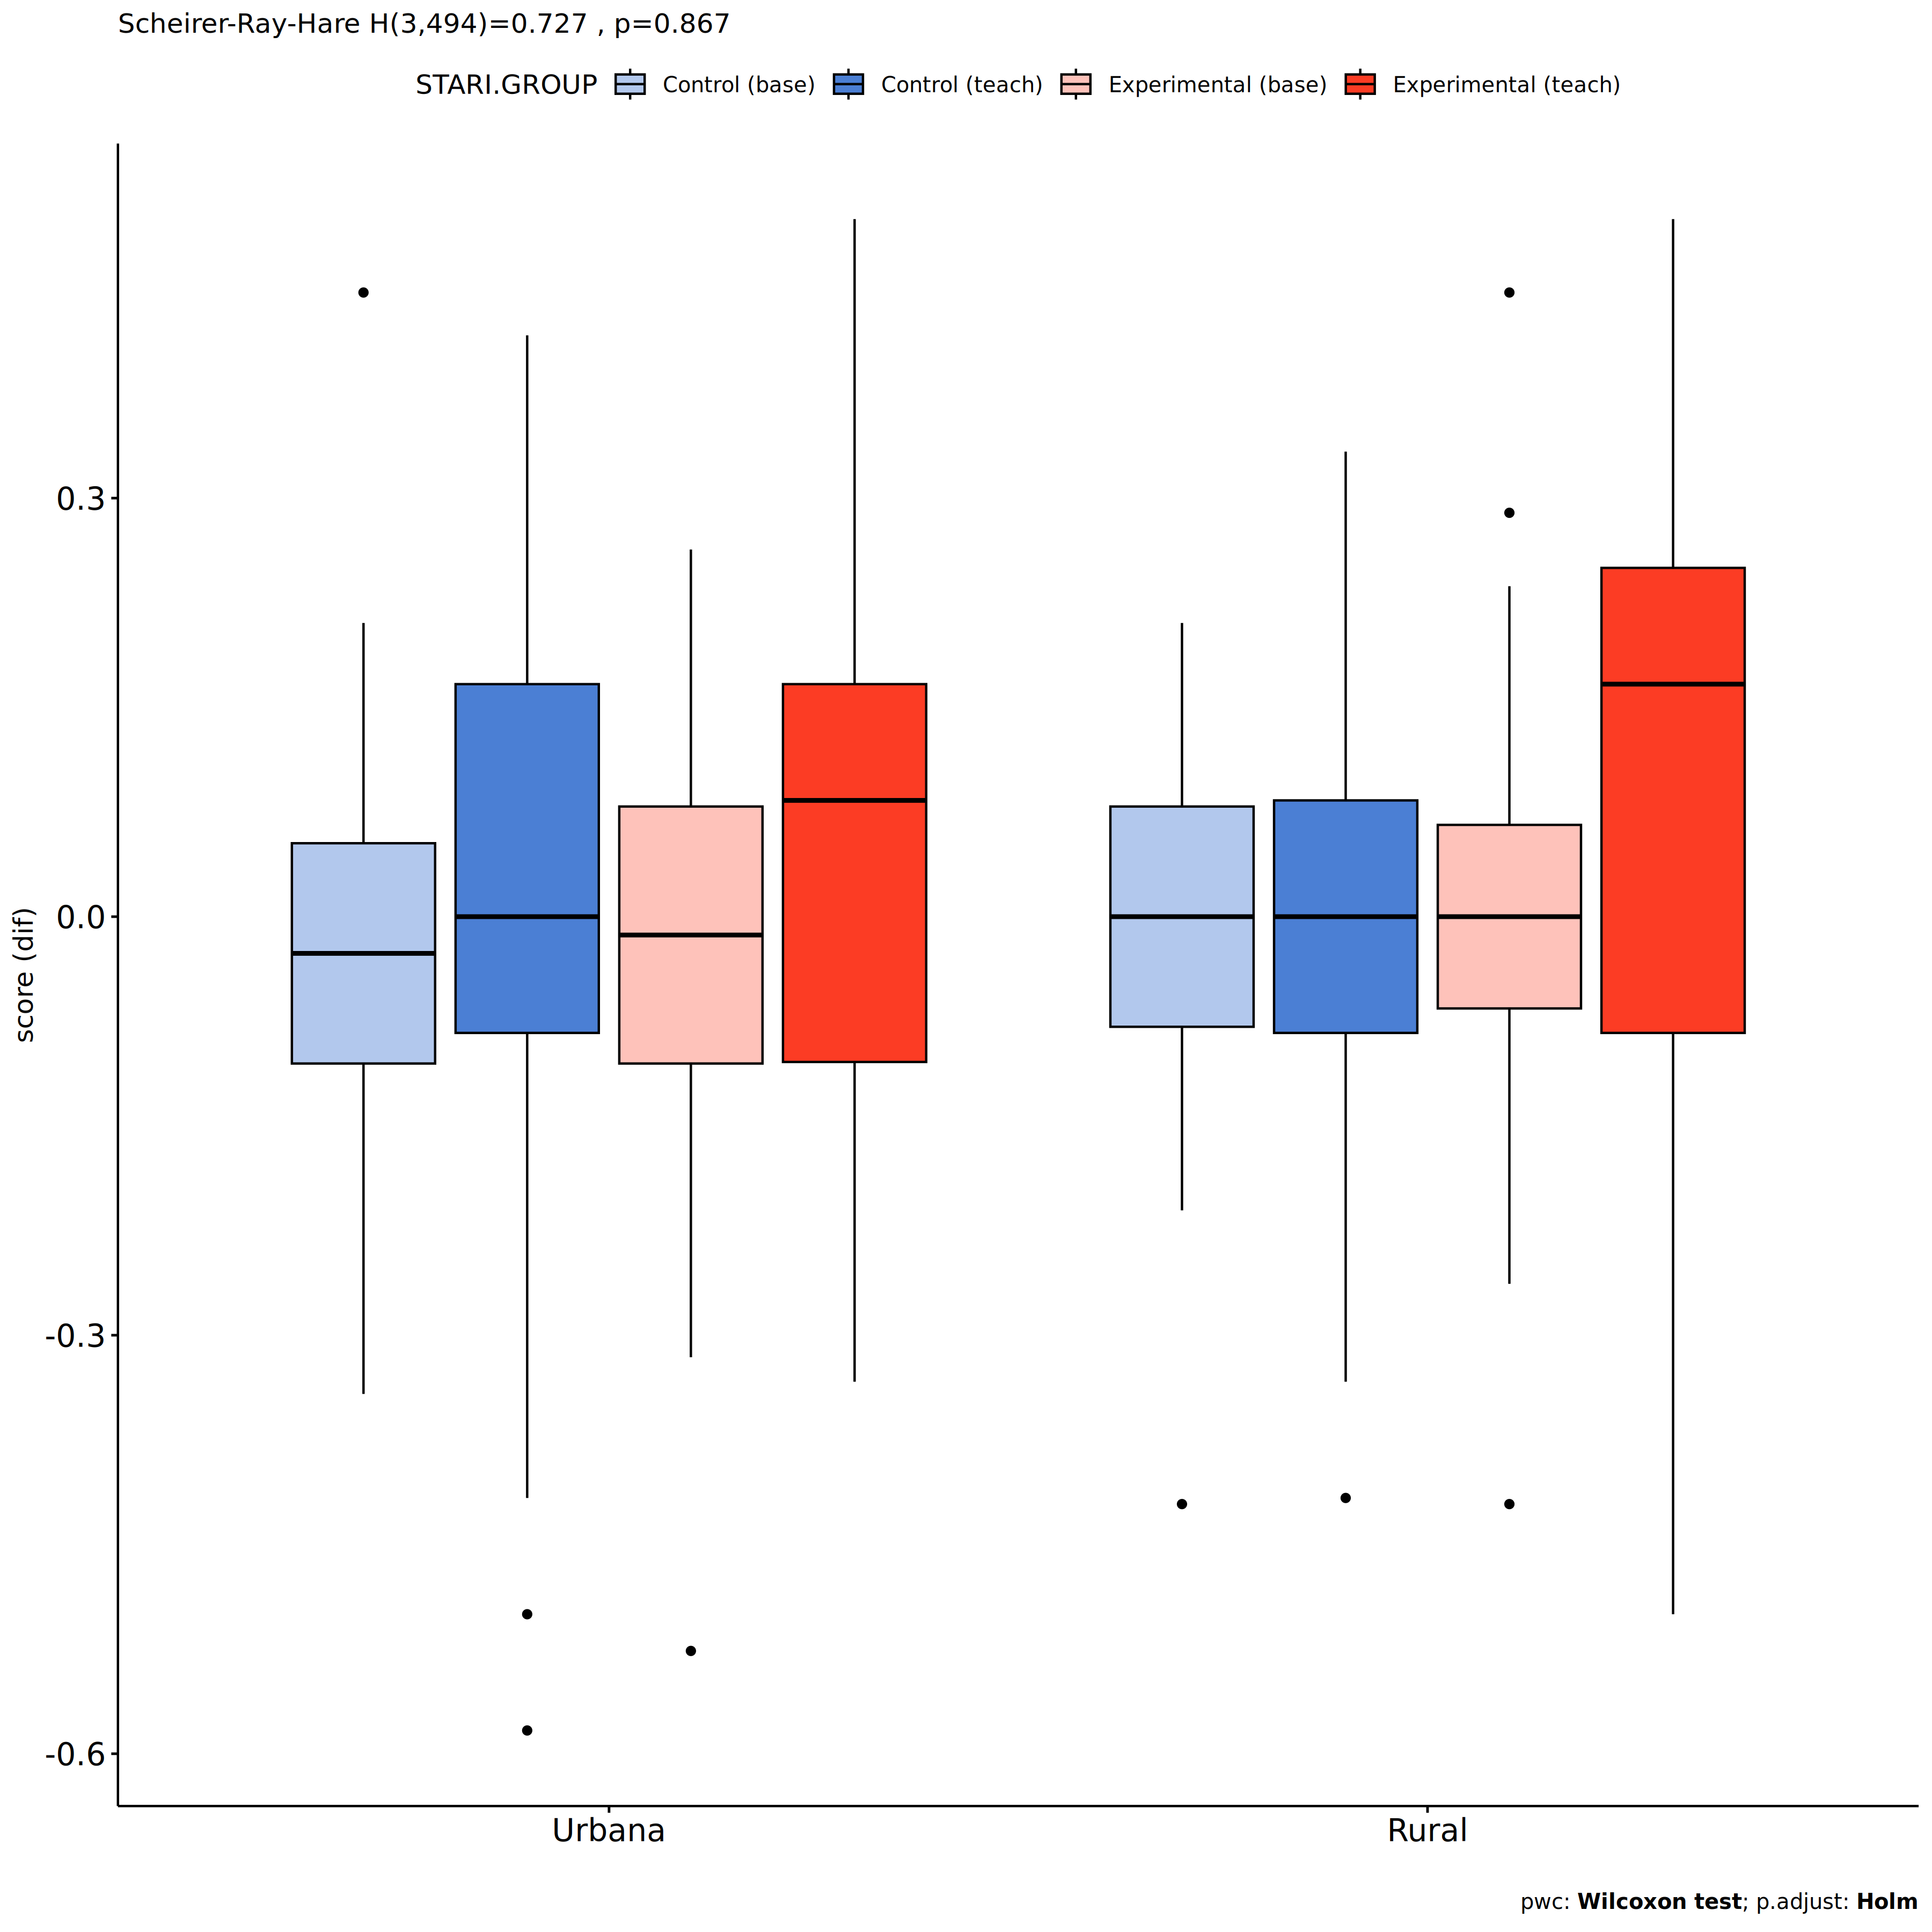 Scheirer-Ray-Hare H(3,494)=0.727 , p=0.867
STARI.GROUP Control (base) Control (teach) Experimental (base) Experimental (teach)
score (dif)
0.3
0.0
-0.3
-0.6
Urbana Rural
pwc: Wilcoxon test; p.adjust: Holm